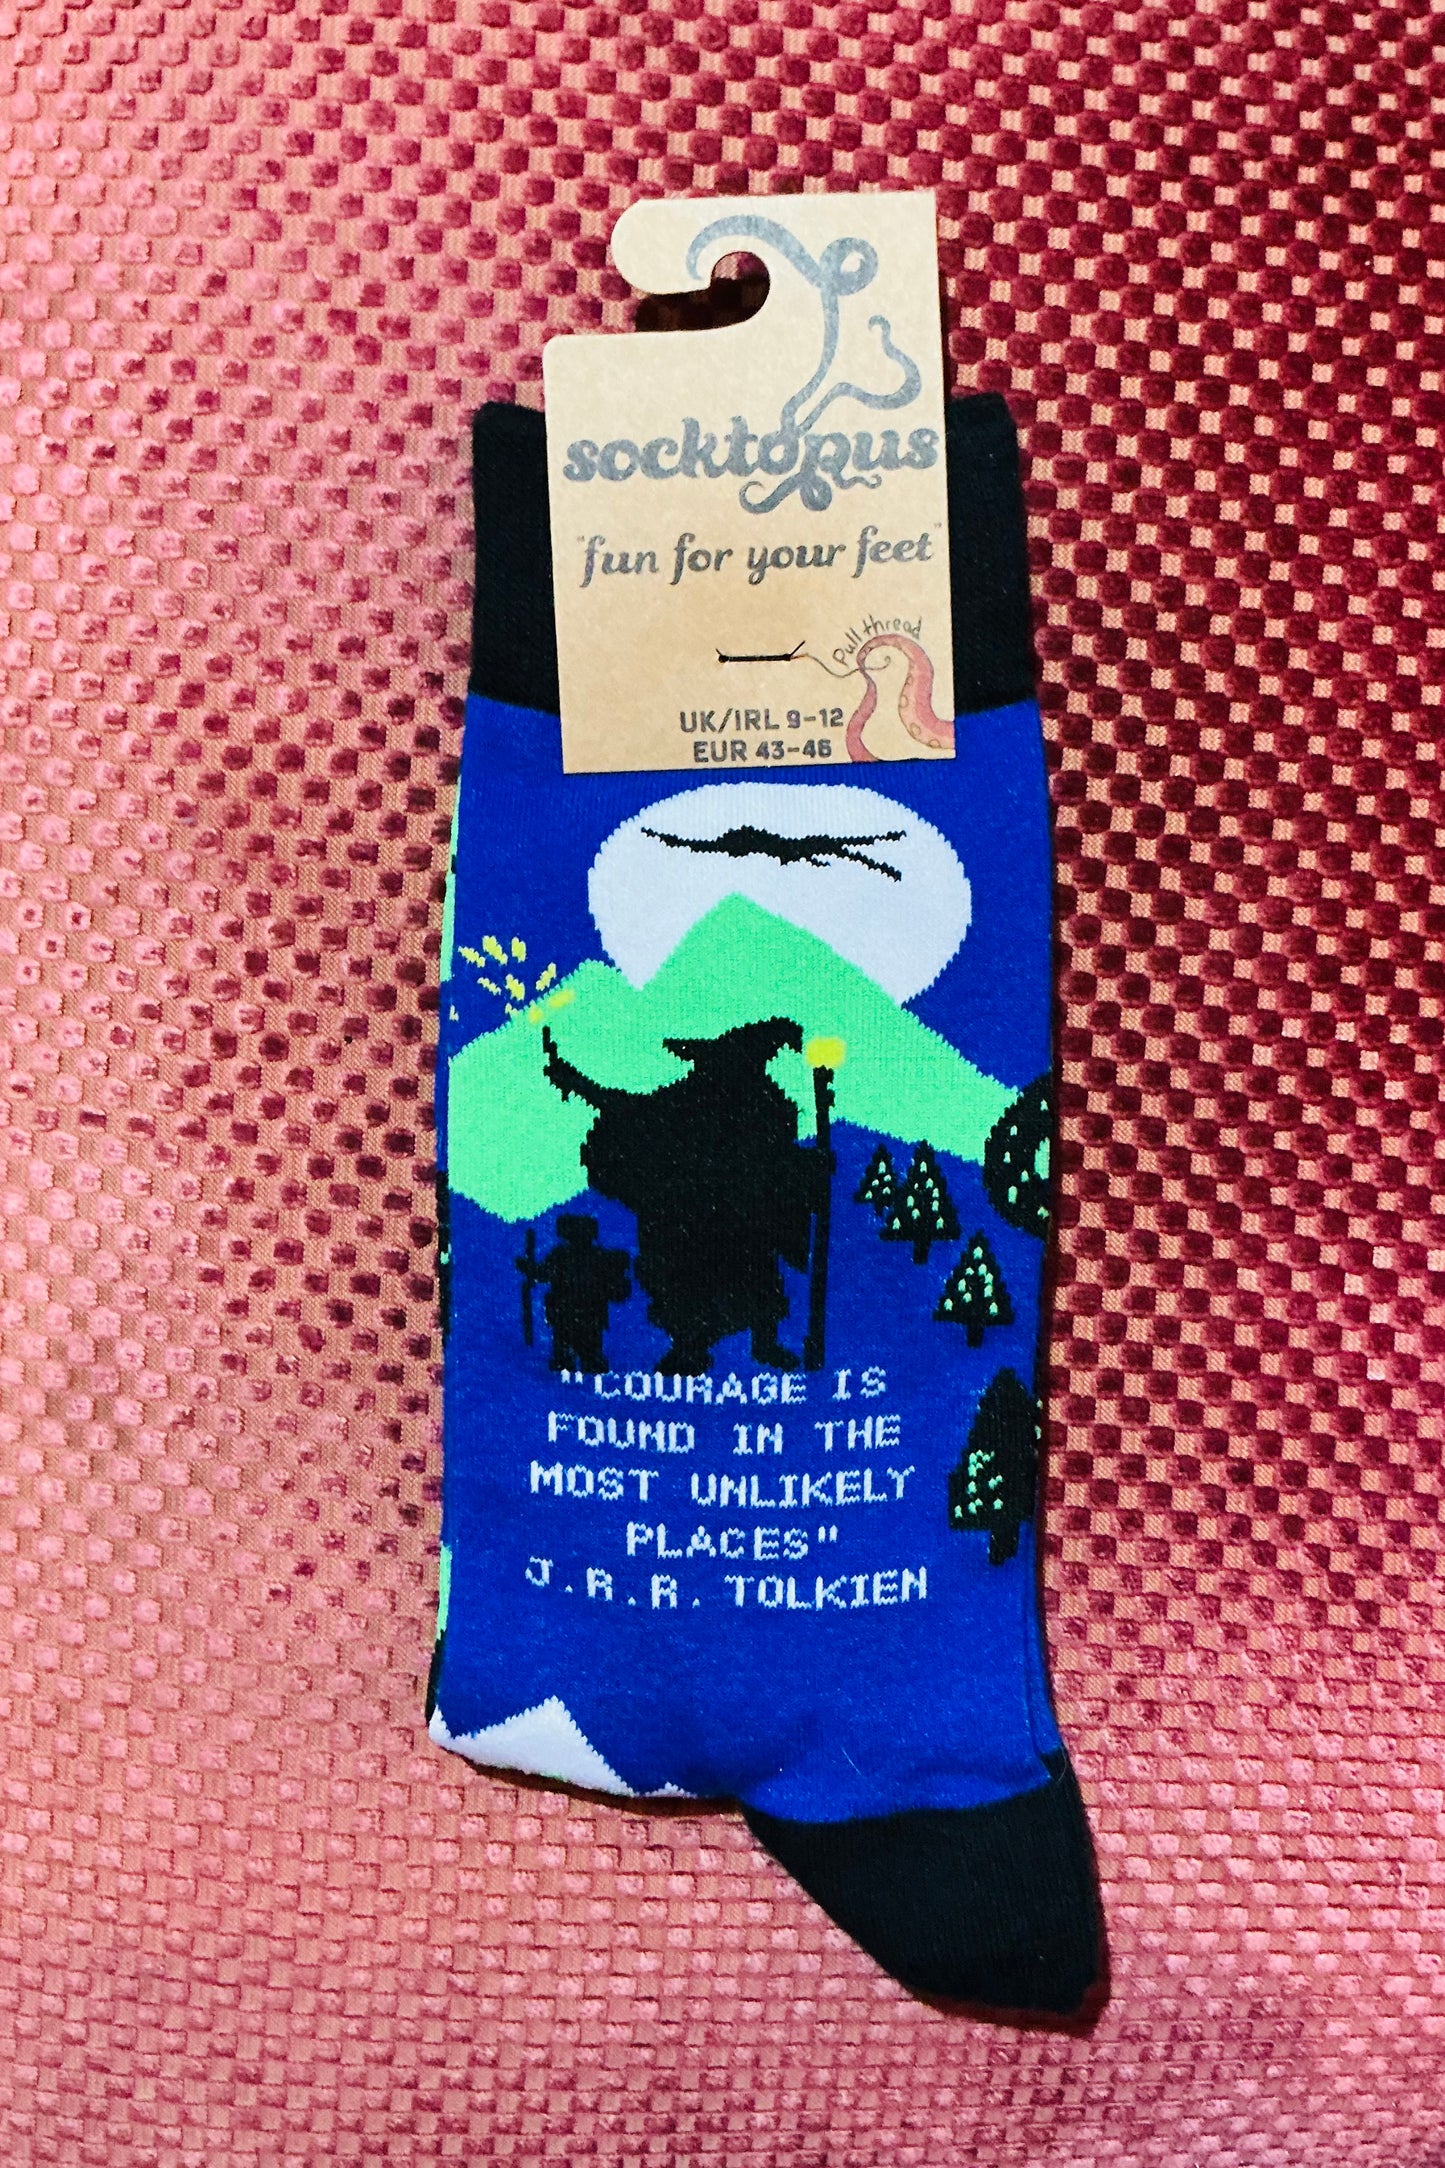 socktopus
"fun for your feet"
Pull thread
UK/IRL 9-12
EUR 43-46
"COURAGE IS
FOUND IN THE
MOST UNLIKELY
PLACES"
J.R.R. TOLKIEN